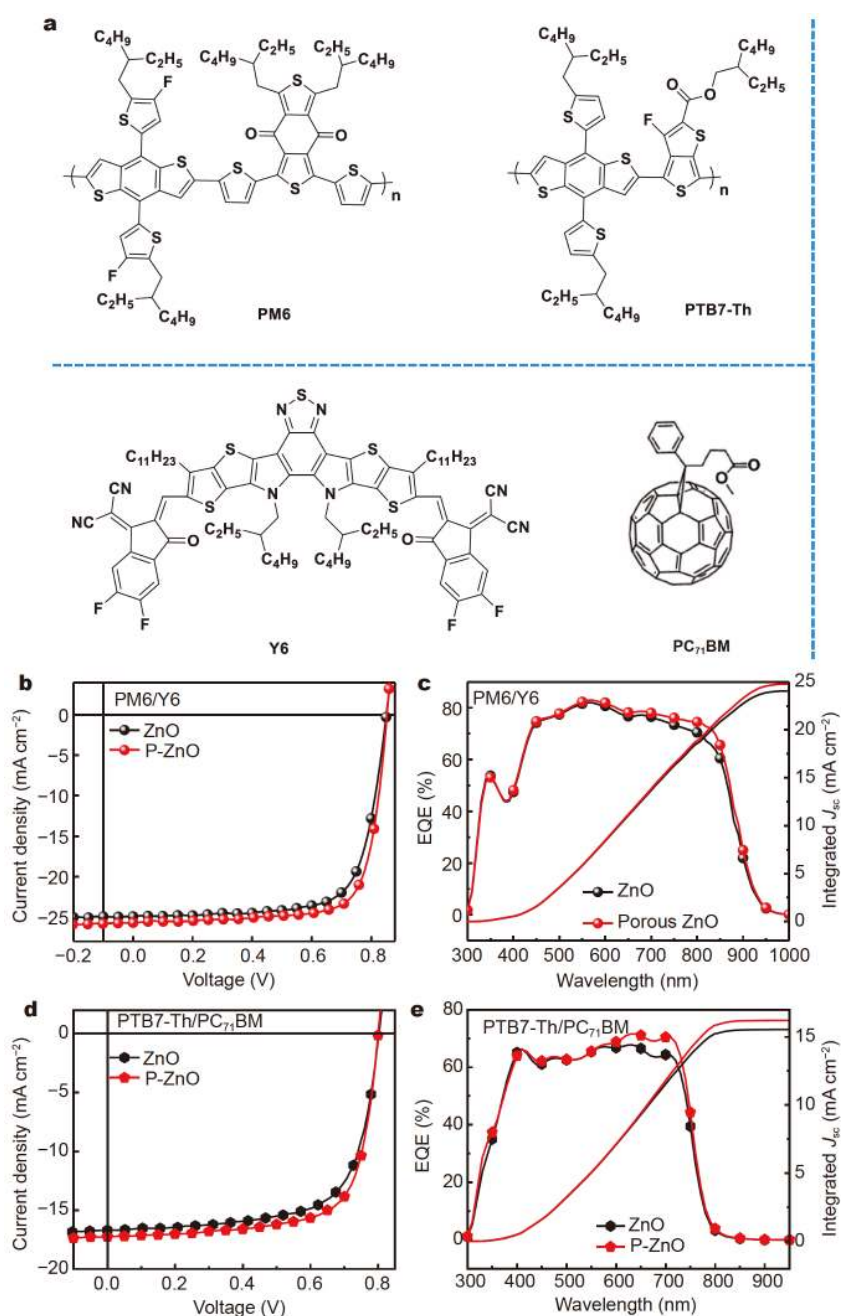 a
C₄H₉
C₂H₅
F
S
S
S
S
F
C₂H₅
C₄H₉
C₂H₅
C₄H₉
C₂H₅
C₄H₉
S
O
O
S
S
S
n
PM6
C₂H₅
C₄H₉
S
S
S
S
C₂H₅
C₄H₉
C₄H₉
C₂H₅
O
O
F
S
S
n
PTB7-Th
N S N
C₁₁H₂₃
S
S
C₁₁H₂₃
CN
NC
S
N
N
S
CN
CN
O
C₂H₅
C₄H₉
C₂H₅
C₄H₉
O
F
F
F
F
Y6
O
O
PC₇₁BM
b
PM6/Y6
ZnO
P-ZnO
0
−5
−10
−15
−20
−25
Current density (mA cm⁻²)
−0.2 0.0 0.2 0.4 0.6 0.8
Voltage (V)
c
PM6/Y6
ZnO
Porous ZnO
80
60
40
20
0
EQE (%)
25
20
15
10
5
0
Integrated Jsc (mA cm⁻²)
300 400 500 600 700 800 900 1000
Wavelength (nm)
d
PTB7-Th/PC₇₁BM
ZnO
P-ZnO
0
−5
−10
−15
−20
Current density (mA cm⁻²)
0.0 0.2 0.4 0.6 0.8
Voltage (V)
e
PTB7-Th/PC₇₁BM
ZnO
P-ZnO
80
60
40
20
0
EQE (%)
15
10
5
0
Integrated Jsc (mA cm⁻²)
300 400 500 600 700 800 900
Wavelength (nm)